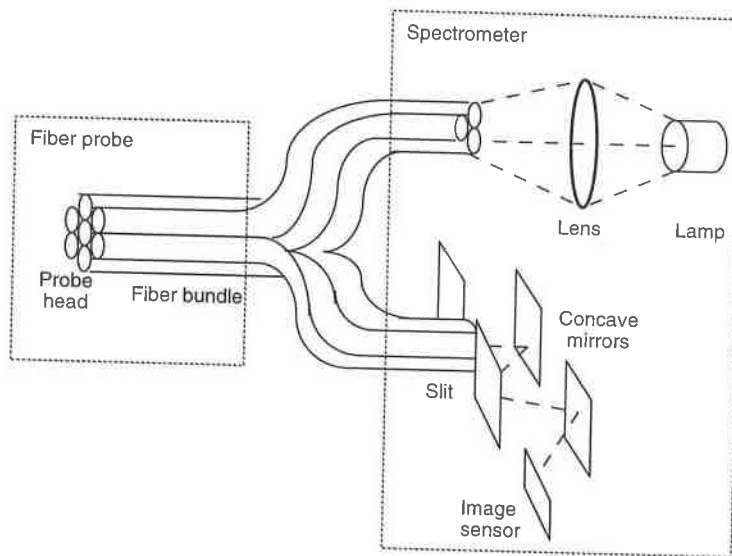 Spectrometer
Fiber probe
Lens
Lamp
Probe
head
Fiber bundle
Concave
mirrors
Slit
Image
sensor